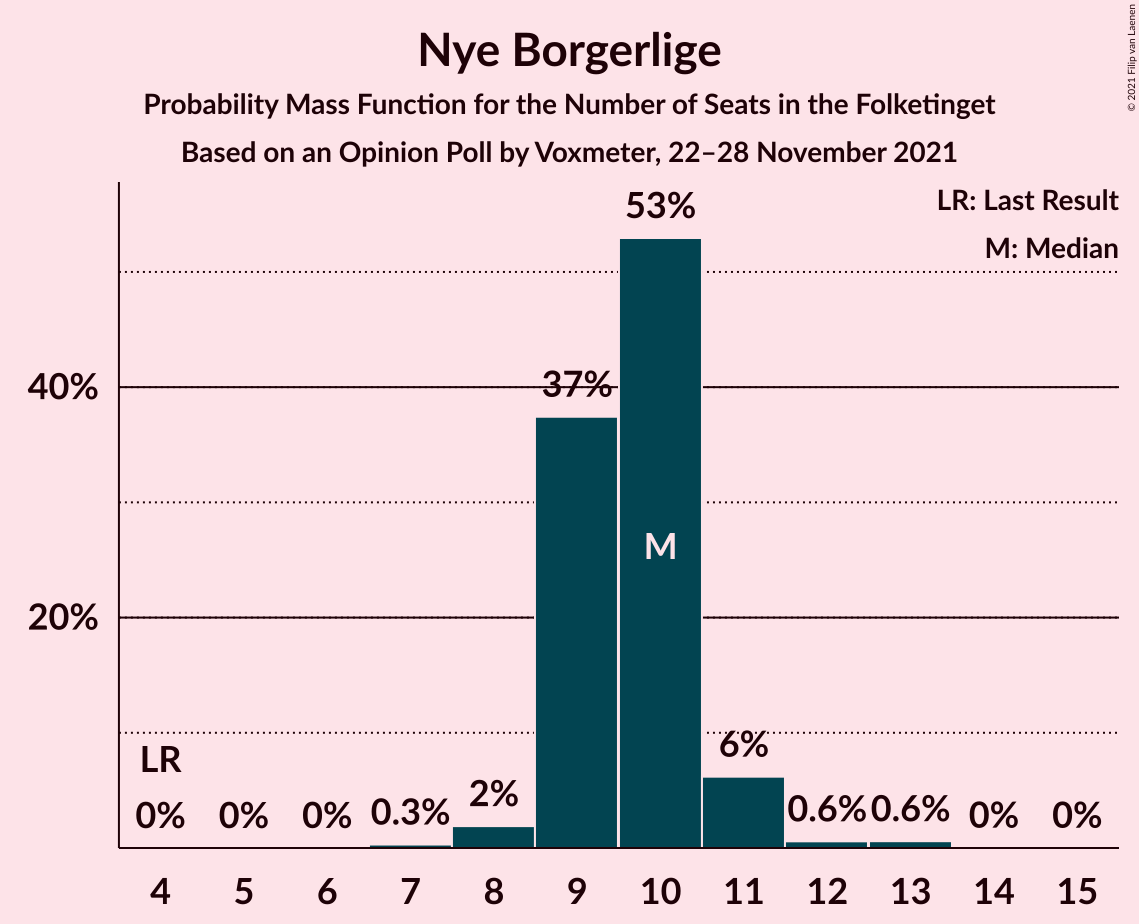 Nye Borgerlige
Probability Mass Function for the Number of Seats in the Folketinget
Based on an Opinion Poll by Voxmeter, 22–28 November 2021
© 2021 Filip van Laenen
LR: Last Result
M: Median
53%
40%
37%
M
20%
LR
6%
0% 0% 0% 0.3% 2% 0.6% 0.6% 0% 0%
4 5 6 7 8 9 10 11 12 13 14 15